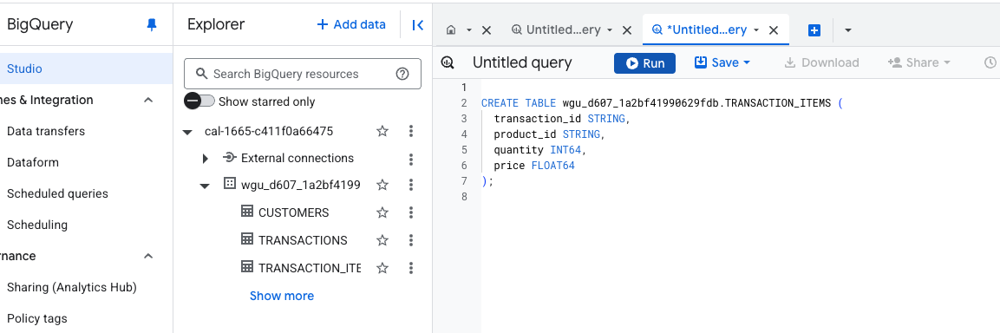 BigQuery
Studio
nes & Integration
Data transfers
Dataform
Scheduled queries
Scheduling
rnance
Sharing (Analytics Hub)
Policy tags
Explorer
+ Add data
Search BigQuery resources
Show starred only
cal-1665-c411f0a66475
External connections
wgu_d607_1a2bf4199
CUSTOMERS
TRANSACTIONS
TRANSACTION_ITE
Show more
Untitled...ery
*Untitled...ery
Untitled query
Run
Save
Download
Share
1
2 CREATE TABLE wgu_d607_1a2bf41990629fdb.TRANSACTION_ITEMS (
3 transaction_id STRING,
4 product_id STRING,
5 quantity INT64,
6 price FLOAT64
7 );
8